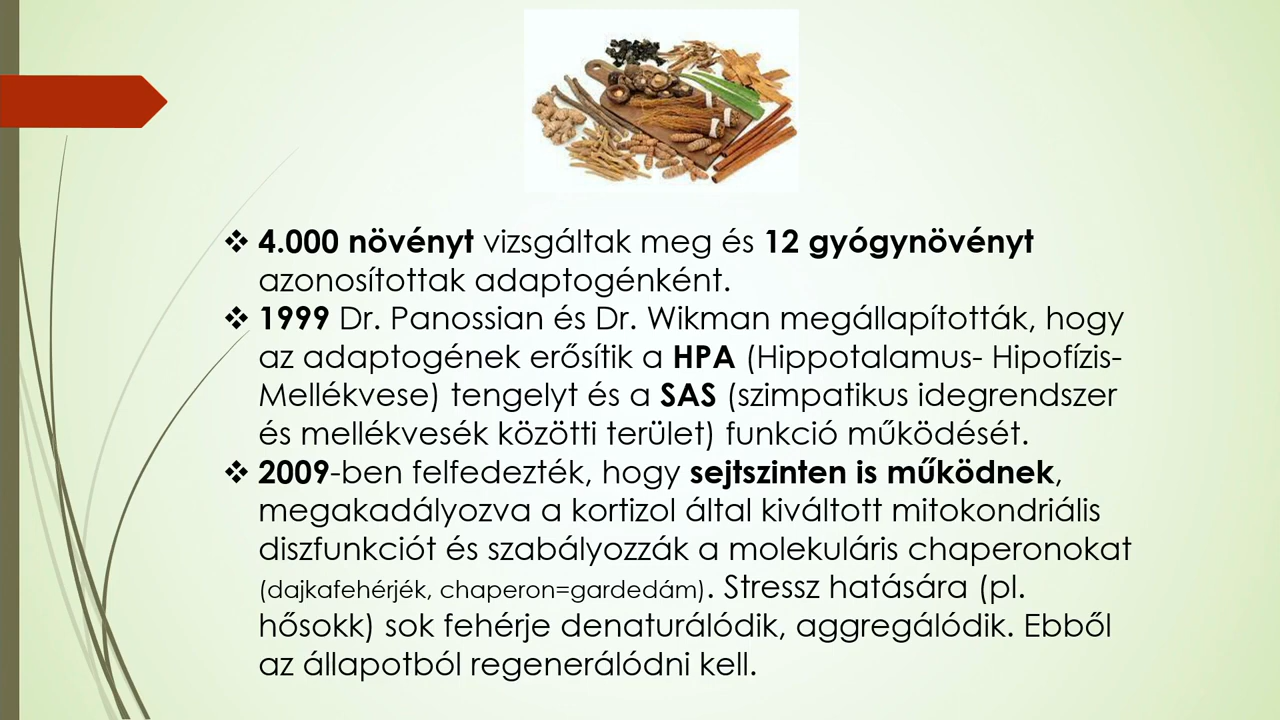 ❖ 4.000 növényt vizsgáltak meg és 12 gyógynövényt
azonosítottak adaptogénként.
❖ 1999 Dr. Panossian és Dr. Wikman megállapították, hogy
az adaptogének erősítik a HPA (Hippotalamus- Hipofízis-
Mellékvese) tengelyt és a SAS (szimpatikus idegrendszer
és mellékvesék közötti terület) funkció működését.
❖ 2009-ben felfedezték, hogy sejtszinten is működnek,
megakadályozva a kortizol által kiváltott mitokondriális
diszfunkciót és szabályozzák a molekuláris chaperonokat
(dajkafehérjék, chaperon=gardedám). Stressz hatására (pl.
hősokk) sok fehérje denaturálódik, aggregálódik. Ebből
az állapotból regenerálódni kell.